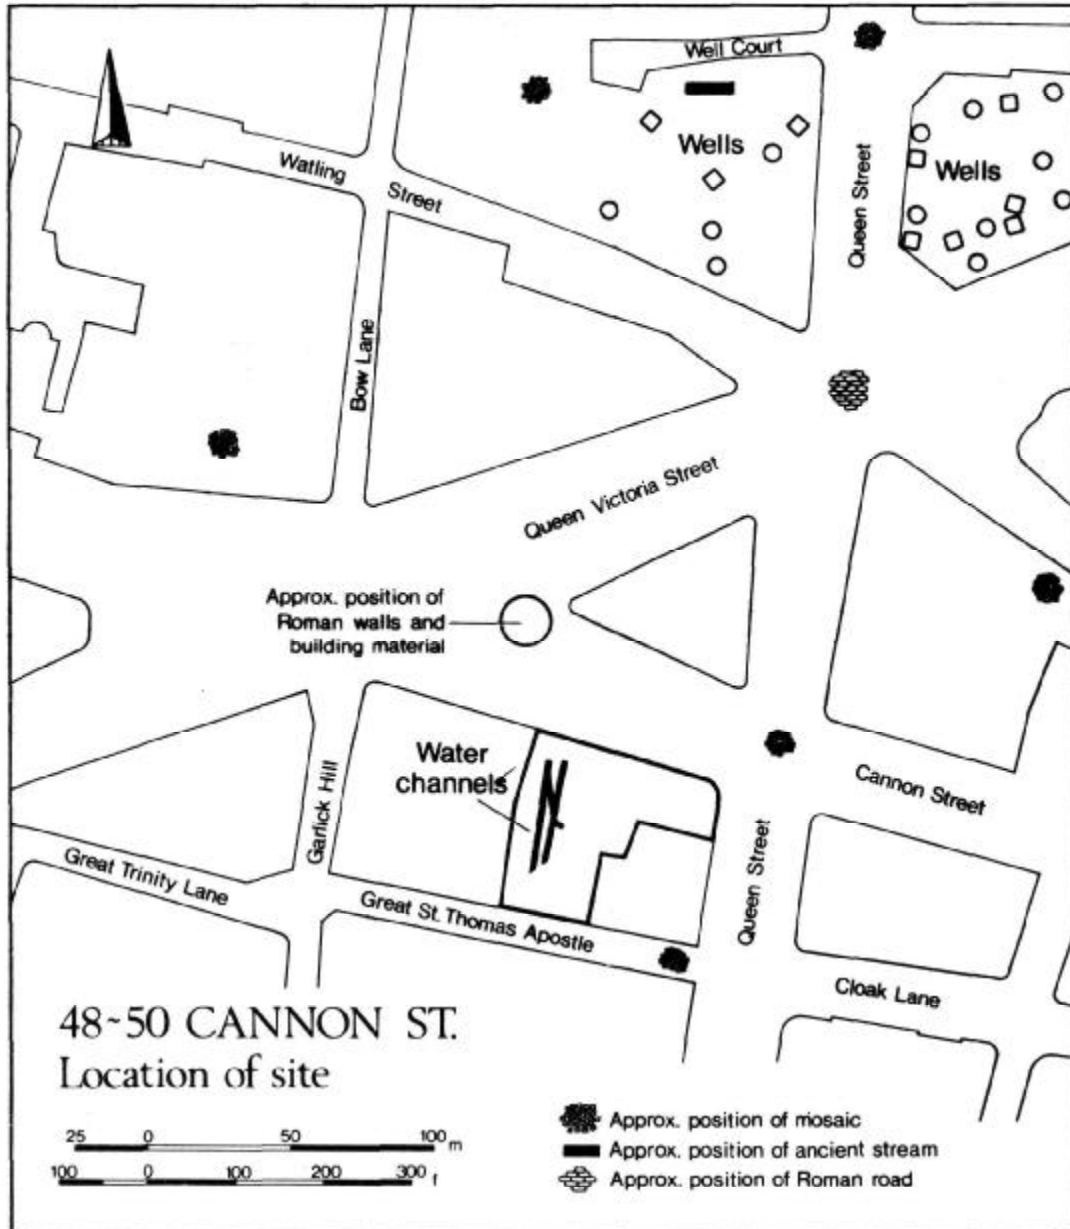 Well Court
Wells
Wells
Queen Street
Watling
Street
Bow Lane
Queen Victoria Street
Approx. position of
Roman walls and
building material
Water
channels
Garlick Hill
Cannon Street
Queen Street
Great Trinity Lane
Great St. Thomas Apostle
Cloak Lane
48~50 CANNON ST.
Location of site
25 0 50 100 m
100 0 100 200 300 f
Approx. position of mosaic
Approx. position of ancient stream
Approx. position of Roman road